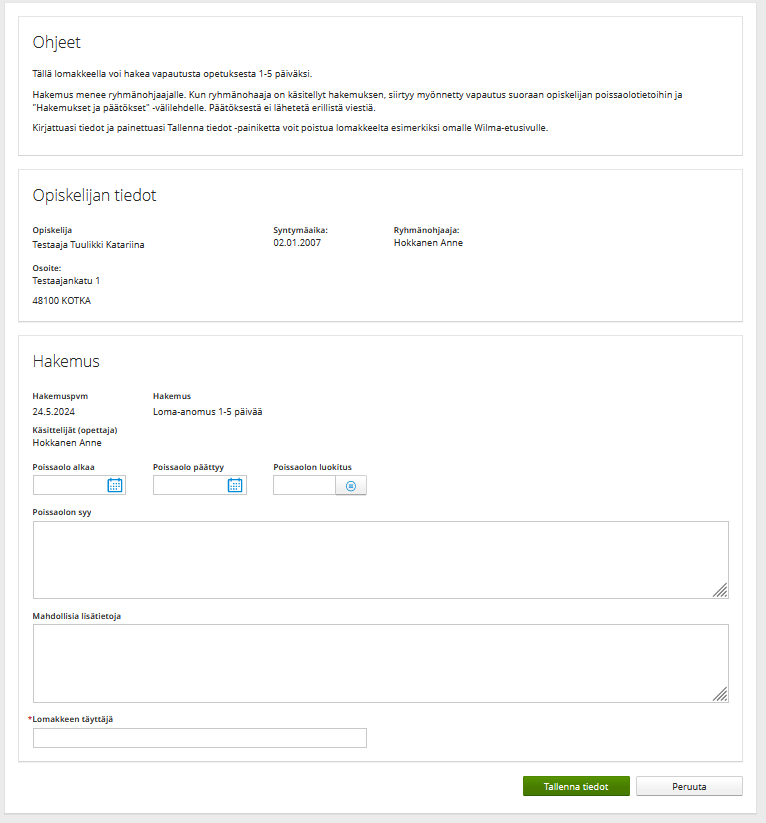 Ohjeet
Tällä lomakkeella voi hakea vapautusta opetuksesta 1-5 päiväksi.
Hakemus menee ryhmänohjaajalle. Kun ryhmänohaaja on käsitellyt hakemuksen, siirtyy myönnetty vapautus suoraan opiskelijan poissaolotietoihin ja
"Hakemukset ja päätökset" -välilehdelle. Päätöksestä ei lähetetä erillistä viestiä.
Kirjattuasi tiedot ja painettuasi Tallenna tiedot -painiketta voit poistua lomakkeelta esimerkiksi omalle Wilma-etusivulle.
Opiskelijan tiedot
Opiskelija Syntymäaika: Ryhmänohjaaja:
Testaaja Tuulikki Katariina 02.01.2007 Hokkanen Anne
Osoite:
Testaajankatu 1
48100 KOTKA
Hakemus
Hakemuspvm Hakemus
24.5.2024 Loma-anomus 1-5 päivää
Käsittelijät (opettaja)
Hokkanen Anne
Poissaolo alkaa Poissaolo päättyy Poissaolon luokitus
Poissaolon syy
Mahdollisia lisätietoja
*Lomakkeen täyttäjä
Tallenna tiedot Peruuta